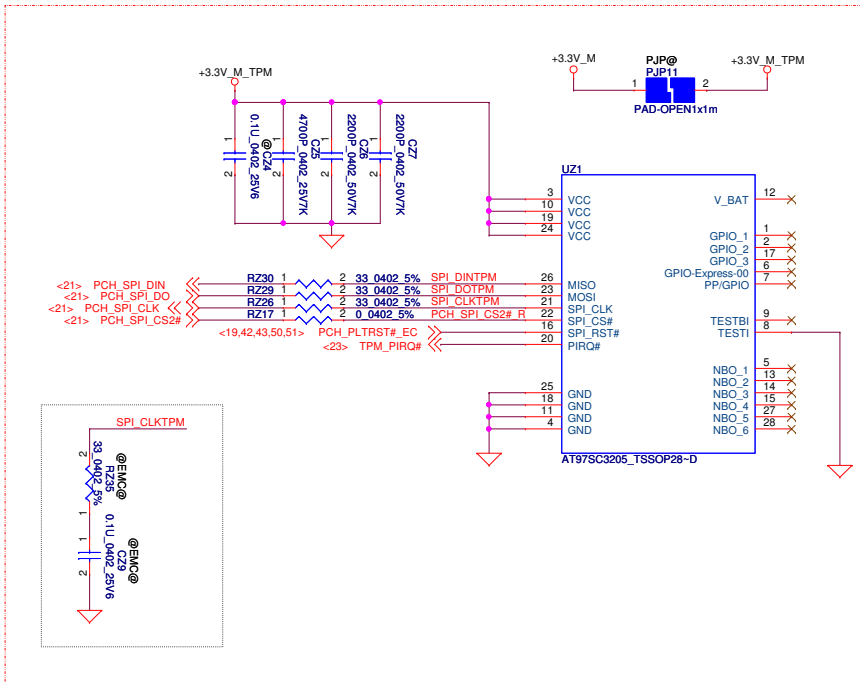 +3.3V_M_TPM
0.1U_0402_25V6
@CZ4
1
2
4700P_0402_25V7K
CZ5
1
2
2200P_0402_50V7K
CZ6
1
2
2200P_0402_50V7K
CZ7
1
2
+3.3V_M
PJP@
PJP11
1
2
PAD-OPEN1x1m
+3.3V_M_TPM
UZ1
3 VCC
10 VCC
19 VCC
24 VCC
V_BAT 12
GPIO_1 1
GPIO_2 2
GPIO_3 17
GPIO-Express-00 6
PP/GPIO 7
<21> PCH_SPI_DIN RZ30 1 2 33_0402_5% SPI_DINTPM 26 MISO
<21> PCH_SPI_DO RZ29 1 2 33_0402_5% SPI_DOTPM 23 MOSI
<21> PCH_SPI_CLK RZ26 1 2 33_0402_5% SPI_CLKTPM 21 SPI_CLK
<21> PCH_SPI_CS2# RZ17 1 2 0_0402_5% PCH_SPI_CS2#_R 22 SPI_CS#
<19,42,43,50,51> PCH_PLTRST#_EC 16 SPI_RST#
<23> TPM_PIRQ# 20 PIRQ#
TESTBI 9
TESTI 8
NBO_1 5
NBO_2 13
NBO_3 14
NBO_4 15
NBO_5 27
NBO_6 28
25 GND
18 GND
11 GND
4 GND
AT97SC3205_TSSOP28~D
SPI_CLKTPM
33_0402_5%
RZ35
@EMC@
2
1
0.1U_0402_25V6
CZ9
@EMC@
1
2